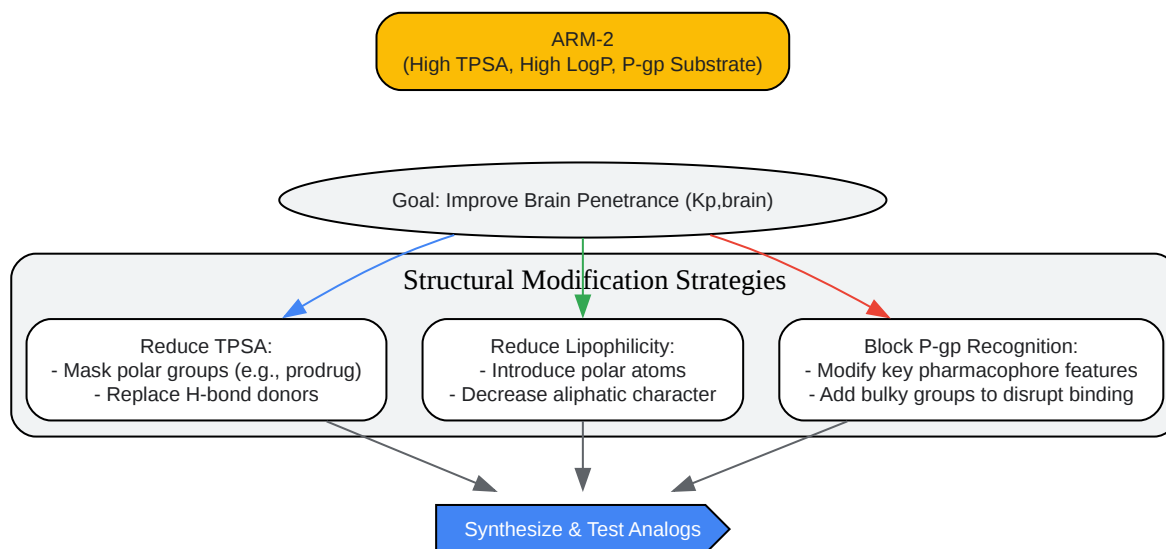 ARM-2
(High TPSA, High LogP, P-gp Substrate)
Goal: Improve Brain Penetrance (Kp,brain)
Structural Modification Strategies
Reduce TPSA:
- Mask polar groups (e.g., prodrug)
- Replace H-bond donors
Reduce Lipophilicity:
- Introduce polar atoms
- Decrease aliphatic character
Block P-gp Recognition:
- Modify key pharmacophore features
- Add bulky groups to disrupt binding
Synthesize & Test Analogs